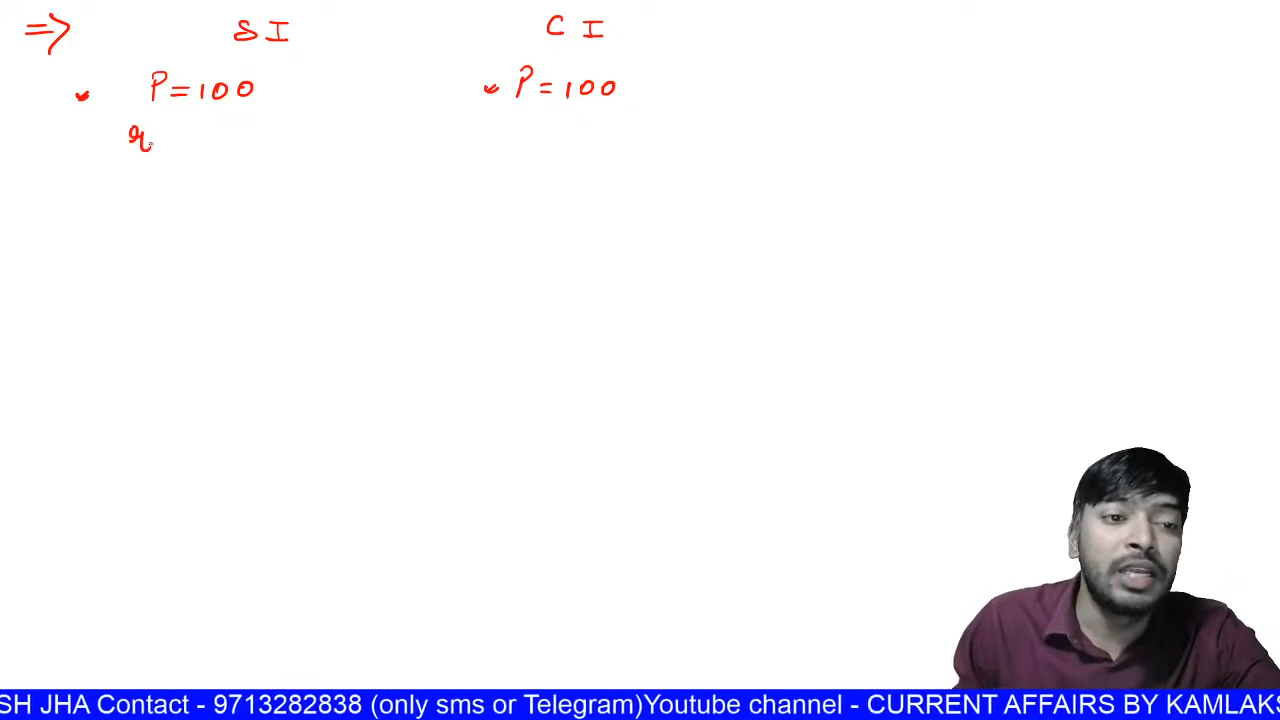 => SI CI
P = 100 P = 100
r
SH JHA Contact - 9713282838 (only sms or Telegram)Youtube channel - CURRENT AFFAIRS BY KAMLAKS